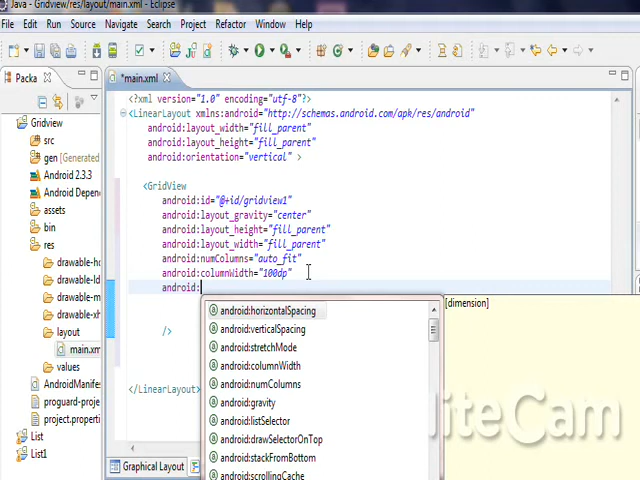 Java - Gridview/res/layout/main.xml - Eclipse
File Edit Run Source Navigate Search Project Refactor Window Help
Packa
*main.xml
Gridview
src
gen [Generated
Android 2.3.3
Android Depen
assets
bin
res
drawable-h
drawable-l
drawable-m
drawable-xh
layout
main.xm
values
AndroidManifes
proguard-proje
project.properti
List
List1
<?xml version="1.0" encoding="utf-8"?>
<LinearLayout xmlns:android="http://schemas.android.com/apk/res/android"
android:layout_width="fill_parent"
android:layout_height="fill_parent"
android:orientation="vertical" >
<GridView
android:id="@+id/gridview1"
android:layout_gravity="center"
android:layout_height="fill_parent"
android:layout_width="fill_parent"
android:numColumns="auto_fit"
android:columnWidth="100dp"
android:
/>
</LinearLayout>
android:horizontalSpacing
android:verticalSpacing
android:stretchMode
android:columnWidth
android:numColumns
android:gravity
android:listSelector
android:drawSelectorOnTop
android:stackFromBottom
android:scrollingCache
[dimension]
Graphical Layout
liteCam